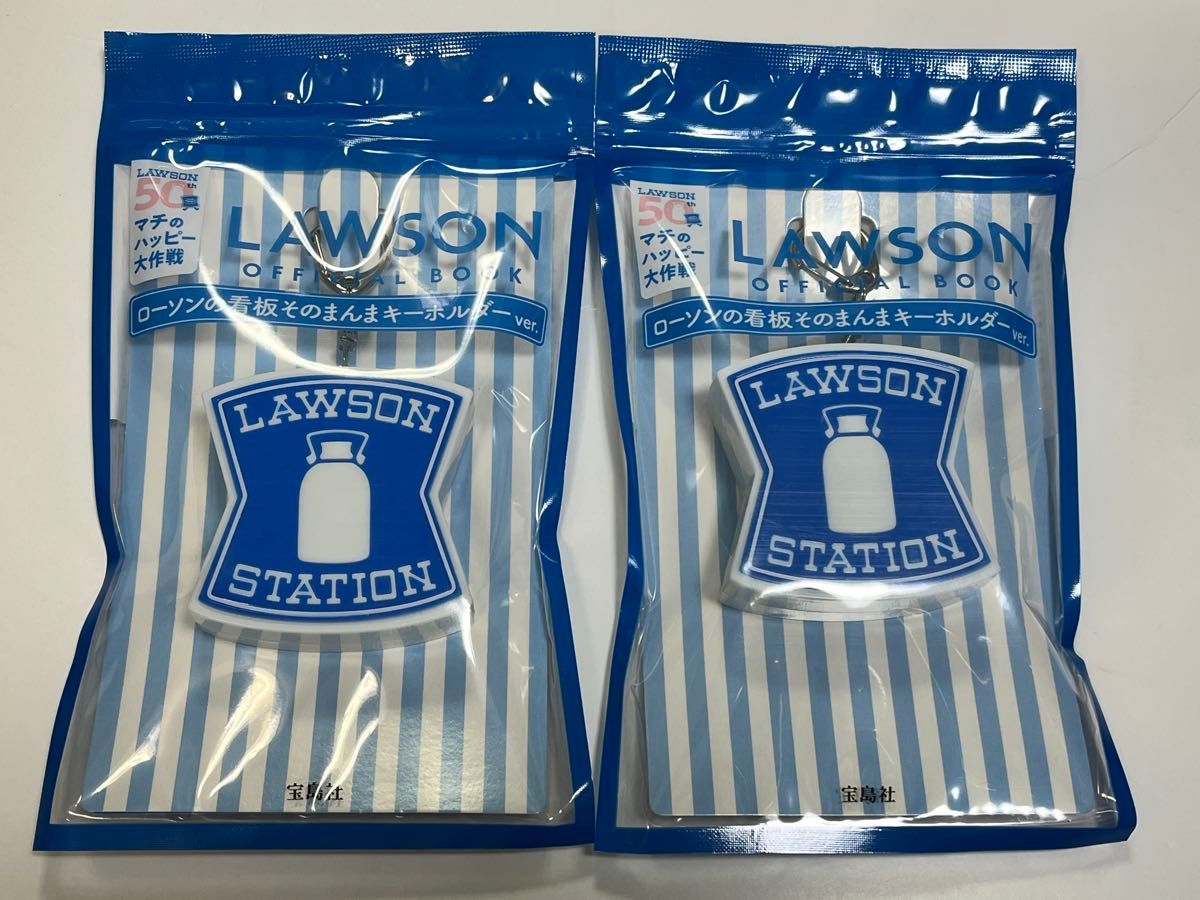 LAWSON
50th
マチの
ハッピー
大作戦
LAWSON
OFFICIAL BOOK
ローソンの看板そのまんまキーホルダーver.
LAWSON
STATION
宝島社
LAWSON
50th
マチの
ハッピー
大作戦
LAWSON
OFFICIAL BOOK
ローソンの看板そのまんまキーホルダーver.
LAWSON
STATION
宝島社